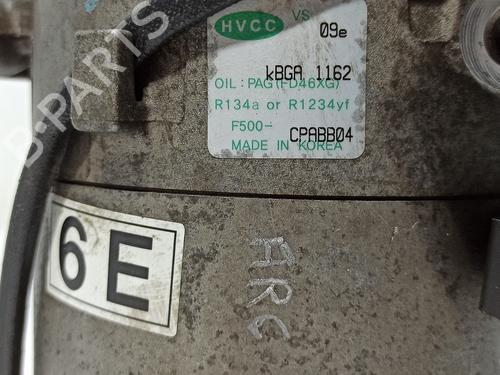 HVCC VS
09e
kBGA 1162
OIL : PAG (FD46XG)
R134a or R1234yf
F500- CPABB04
MADE IN KOREA
6E
ARC
B-PARTS